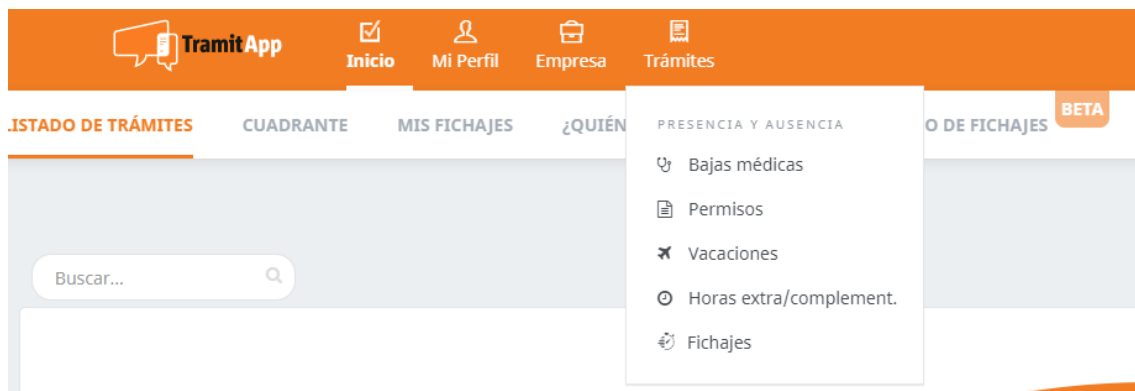 TramitApp
Inicio
Mi Perfil
Empresa
Trámites
LISTADO DE TRÁMITES
CUADRANTE
MIS FICHAJES
¿QUIÉN
O DE FICHAJES
BETA
PRESENCIA Y AUSENCIA
Bajas médicas
Permisos
Vacaciones
Horas extra/complement.
Fichajes
Buscar...